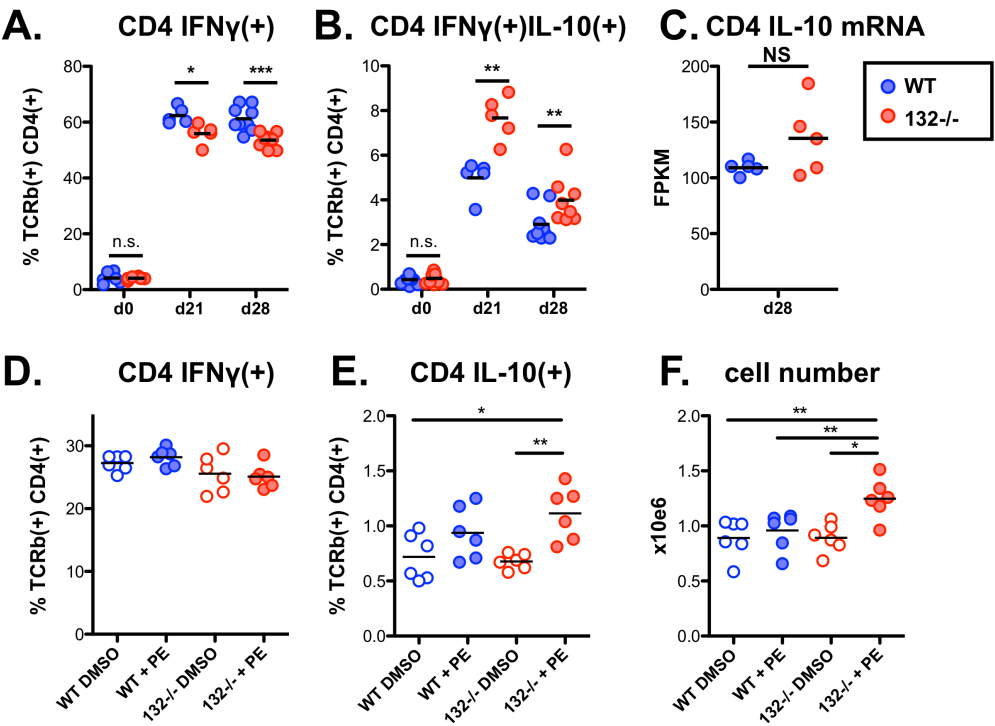 A. CD4 IFNγ(+)
% TCRb(+) CD4(+)
80
60
40
20
0
n.s.
*
***
d0 d21 d28
B. CD4 IFNγ(+)IL-10(+)
% TCRb(+) CD4(+)
10
8
6
4
2
0
n.s.
**
**
d0 d21 d28
C. CD4 IL-10 mRNA
FPKM
200
150
100
50
0
NS
d28
WT
132-/-
D. CD4 IFNγ(+)
% TCRb(+) CD4(+)
30
20
10
0
WT DMSO
WT + PE
132-/- DMSO
132-/- + PE
E. CD4 IL-10(+)
% TCRb(+) CD4(+)
2.0
1.5
1.0
0.5
0.0
*
**
WT DMSO
WT + PE
132-/- DMSO
132-/- + PE
F. cell number
x10e6
2.0
1.5
1.0
0.5
0.0
**
**
*
WT DMSO
WT + PE
132-/- DMSO
132-/- + PE